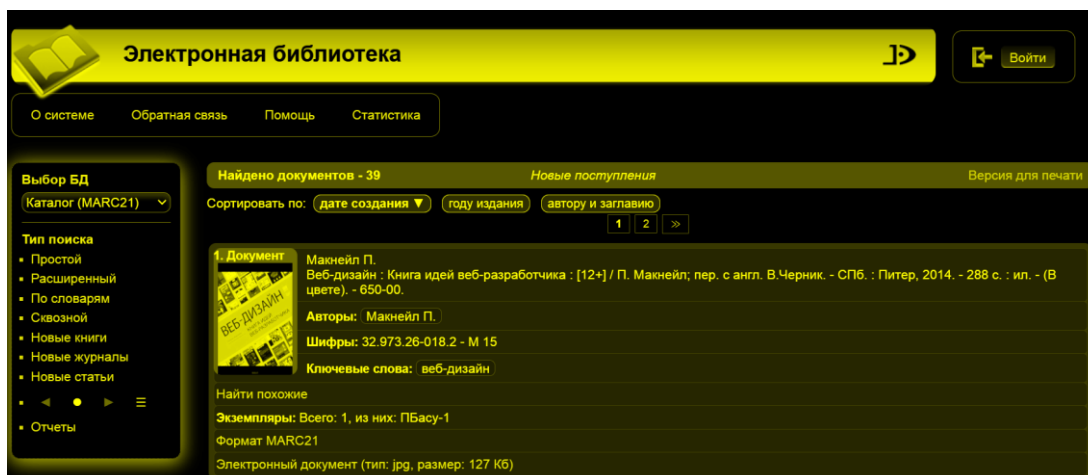 Электронная библиотека
Войти
О системе Обратная связь Помощь Статистика
Выбор БД
Каталог (MARC21)
Тип поиска
Простой
Расширенный
По словарям
Сквозной
Новые книги
Новые журналы
Новые статьи
Отчеты
Найдено документов - 39 Новые поступления Версия для печати
Сортировать по: дате создания ▼ году издания автору и заглавию
1 2 »
1. Документ
ВЕБ-ДИЗАЙН
Макнейл П.
Веб-дизайн : Книга идей веб-разработчика : [12+] / П. Макнейл; пер. с англ. В.Черник. - СПб. : Питер, 2014. - 288 с. : ил. - (В
цвете). - 650-00.
Авторы: Макнейл П.
Шифры: 32.973.26-018.2 - М 15
Ключевые слова: веб-дизайн
Найти похожие
Экземпляры: Всего: 1, из них: ПБасу-1
Формат MARC21
Электронный документ (тип: jpg, размер: 127 Кб)